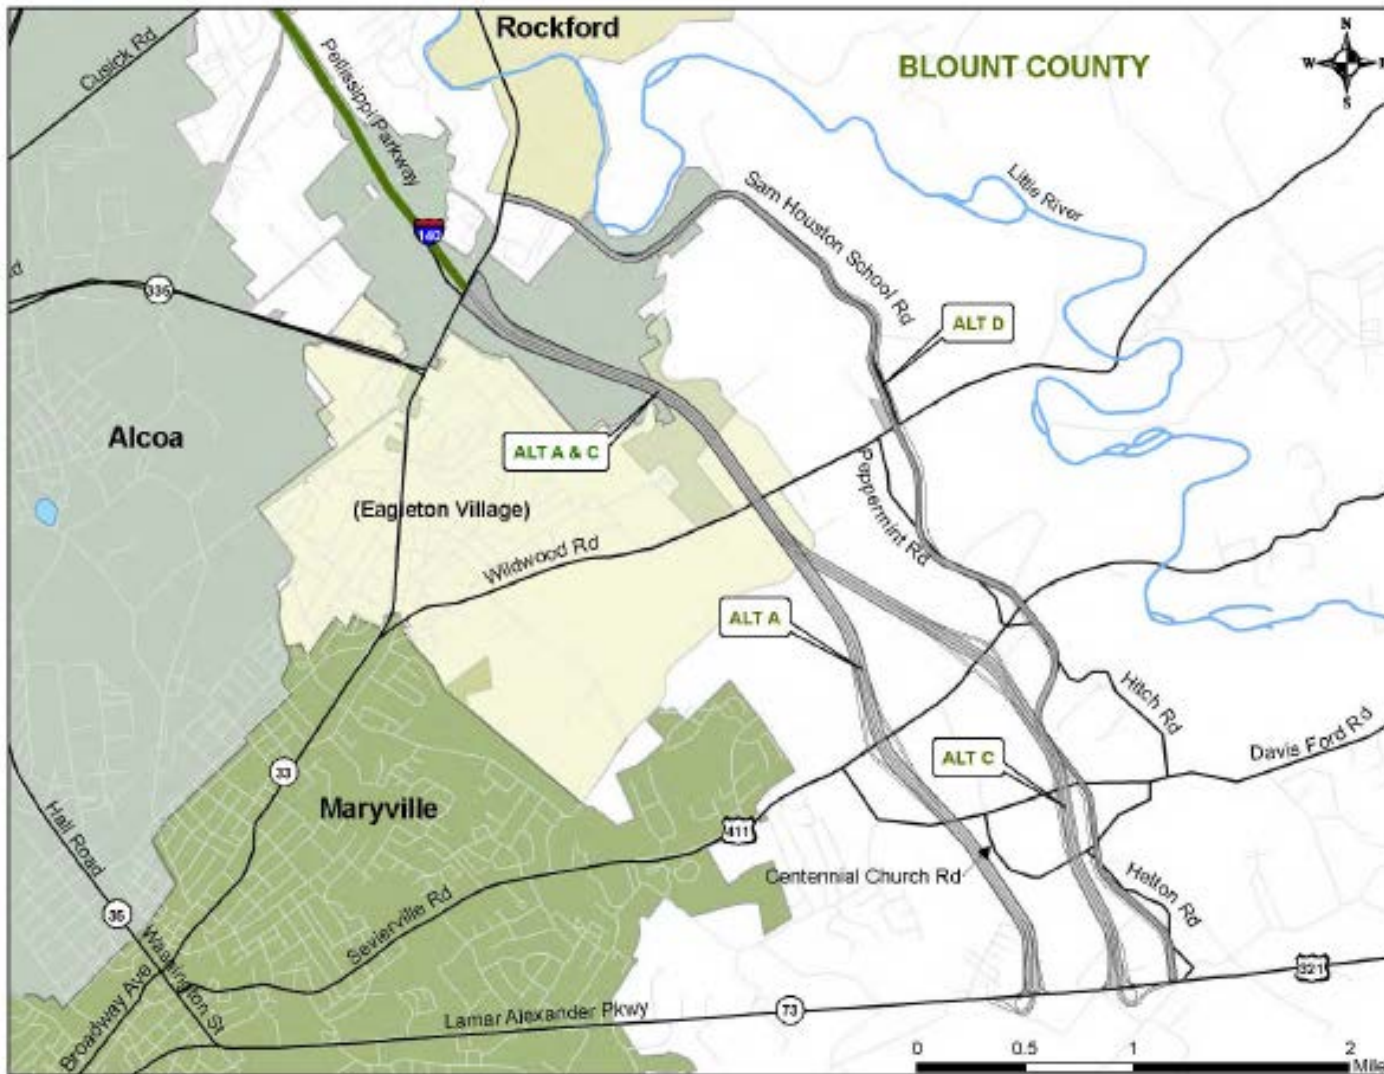 Rockford
BLOUNT COUNTY
N
W
S
Cusick Rd
Pellissippi Parkway
Little River
Sam Houston School Rd
140
335
ALT D
Alcoa
ALT A & C
(Eagleton Village)
Peppermint Rd
Wildwood Rd
ALT A
Hitch Rd
Davis Ford Rd
ALT C
33
Maryville
411
Hall Road
Centennial Church Rd
Helton Rd
35
Sevierville Rd
Washington St
Broadway Ave
321
73
Lamar Alexander Pkwy
0 0.5 1 2